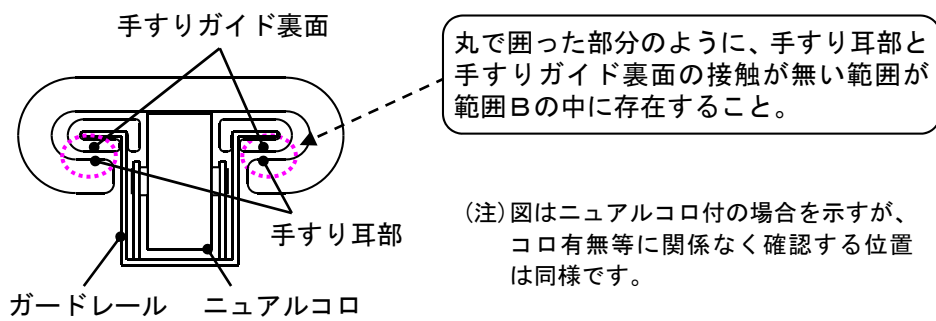 手すりガイド裏面
丸で囲った部分のように、手すり耳部と
手すりガイド裏面の接触が無い範囲が
範囲Bの中に存在すること。
手すり耳部
(注)図はニュアルコロ付の場合を示すが、
コロ有無等に関係なく確認する位置
は同様です。
ガードレール
ニュアルコロ